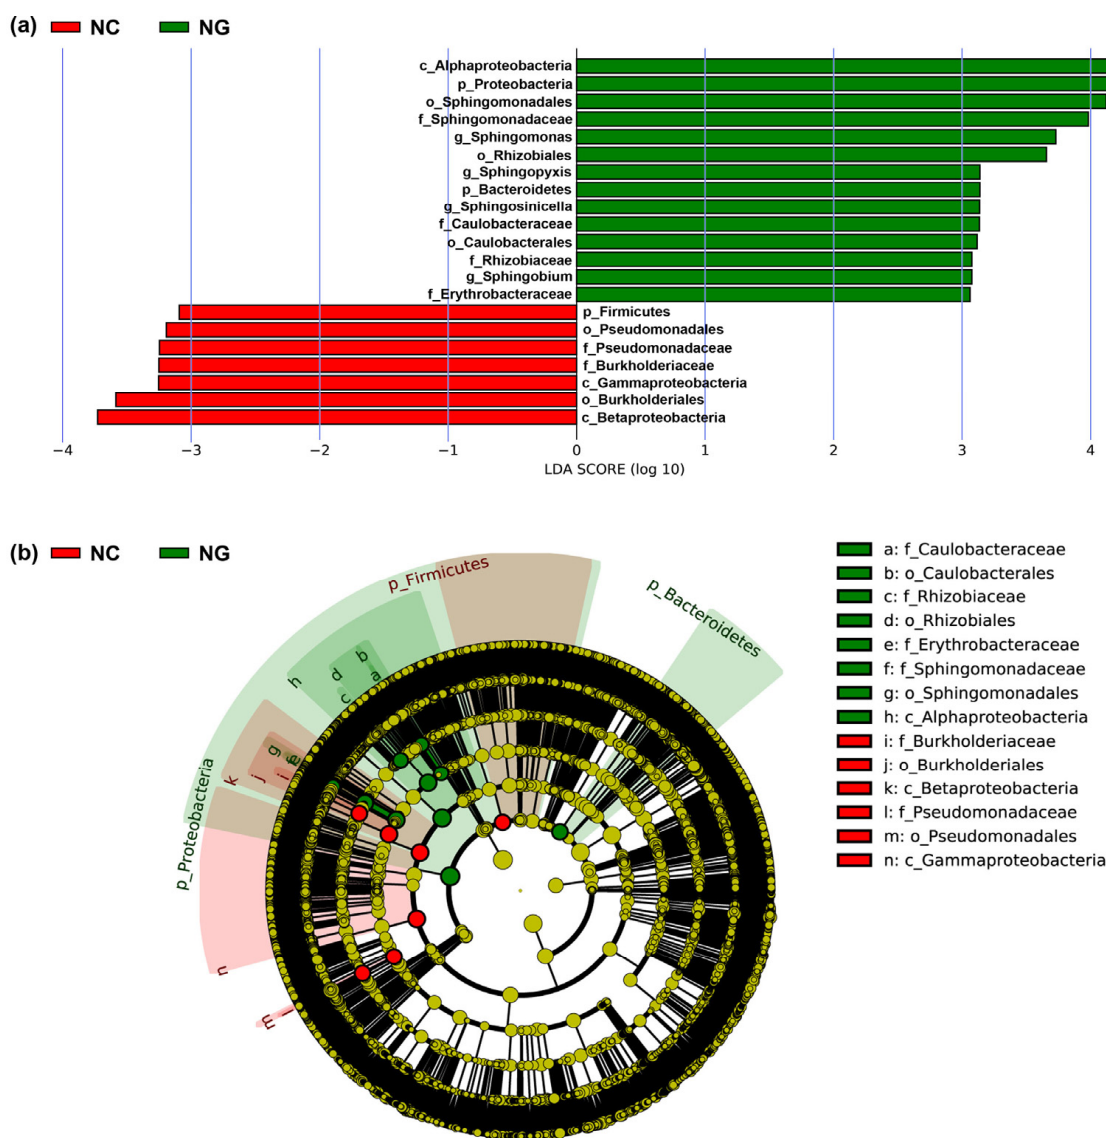 (a) NC NG
c_Alphaproteobacteria
p_Proteobacteria
o_Sphingomonadales
f_Sphingomonadaceae
g_Sphingomonas
o_Rhizobiales
g_Sphingopyxis
p_Bacteroidetes
g_Sphingosinicella
f_Caulobacteraceae
o_Caulobacterales
f_Rhizobiaceae
g_Sphingobium
f_Erythrobacteraceae
p_Firmicutes
o_Pseudomonadales
f_Pseudomonadaceae
f_Burkholderiaceae
c_Gammaproteobacteria
o_Burkholderiales
c_Betaproteobacteria
−4 −3 −2 −1 0 1 2 3 4
LDA SCORE (log 10)
(b) NC NG
p_Firmicutes
p_Bacteroidetes
p_Proteobacteria
b
a
d
c
h
g
e
i
j
k
n
m
l
a: f_Caulobacteraceae
b: o_Caulobacterales
c: f_Rhizobiaceae
d: o_Rhizobiales
e: f_Erythrobacteraceae
f: f_Sphingomonadaceae
g: o_Sphingomonadales
h: c_Alphaproteobacteria
i: f_Burkholderiaceae
j: o_Burkholderiales
k: c_Betaproteobacteria
l: f_Pseudomonadaceae
m: o_Pseudomonadales
n: c_Gammaproteobacteria